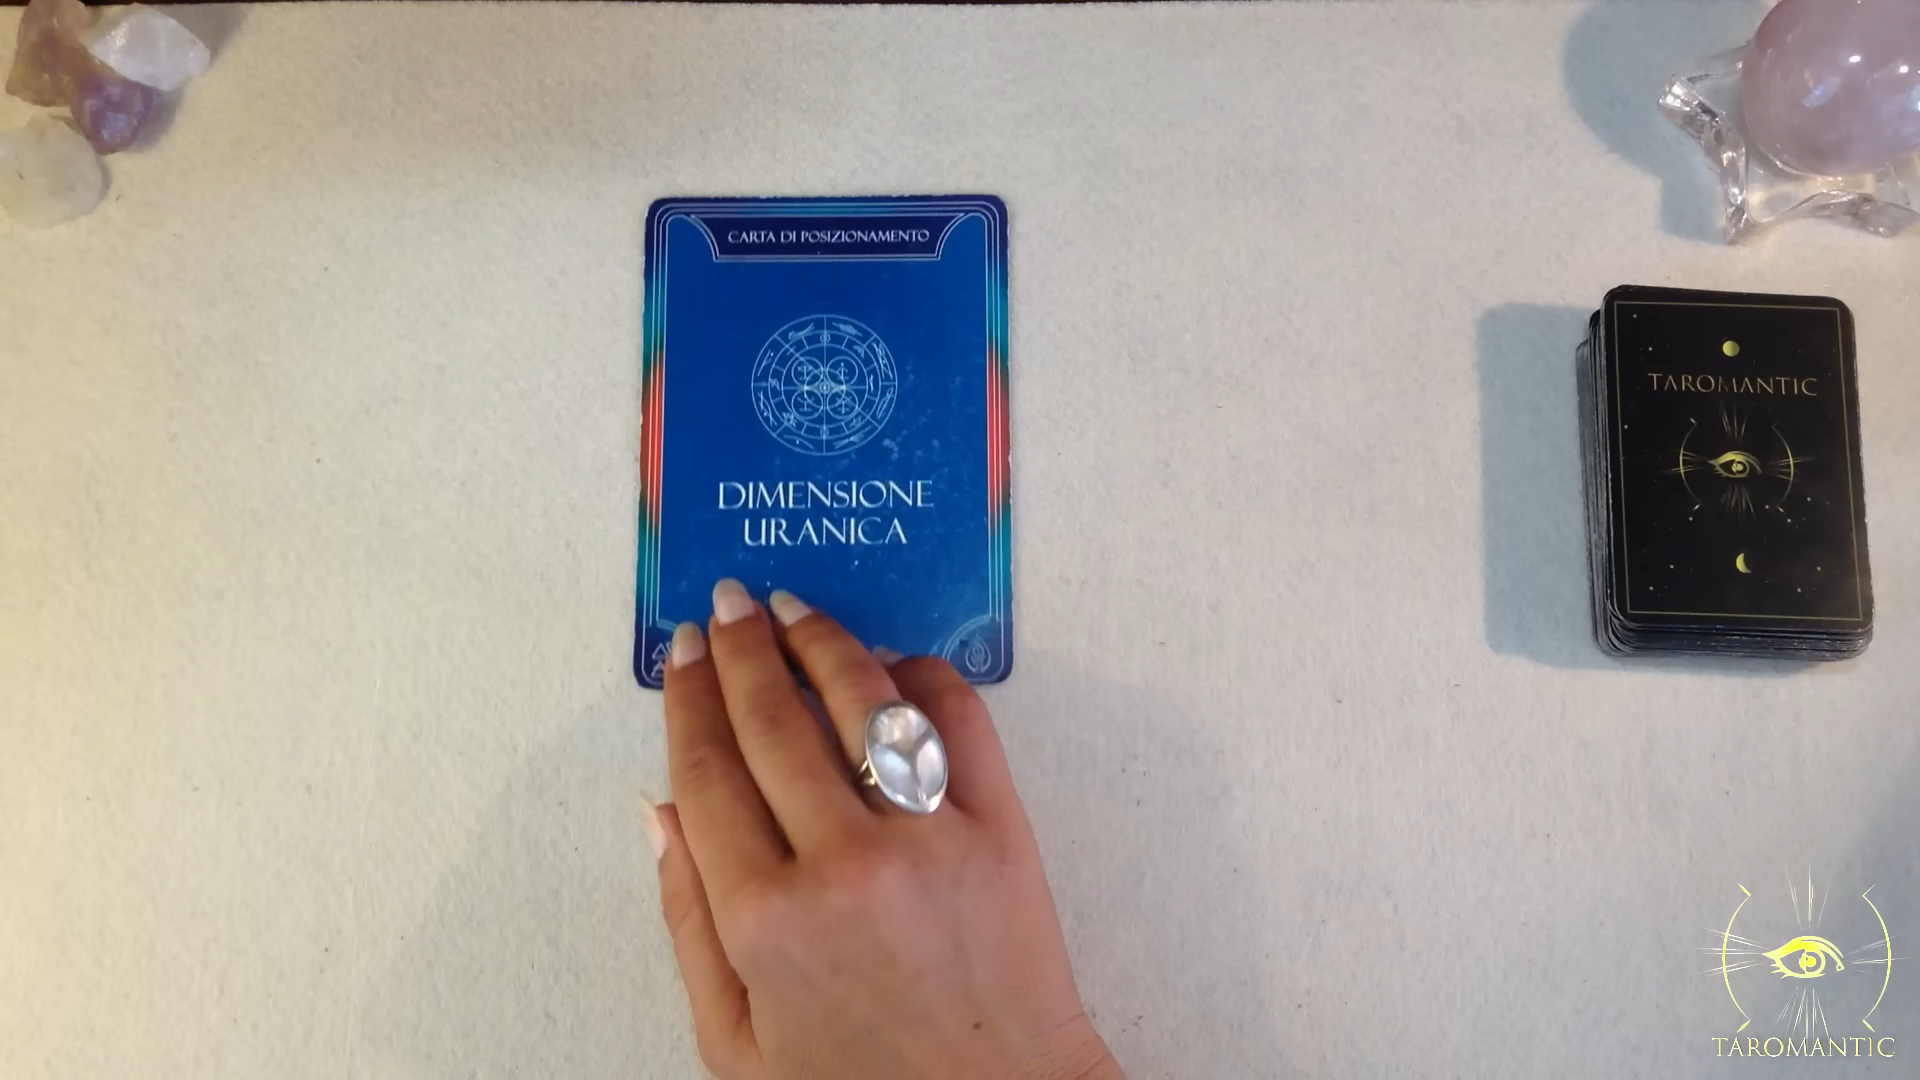 CARTA DI POSIZIONAMENTO
DIMENSIONE
URANICA
TAROMANTIC
TAROMANTIC